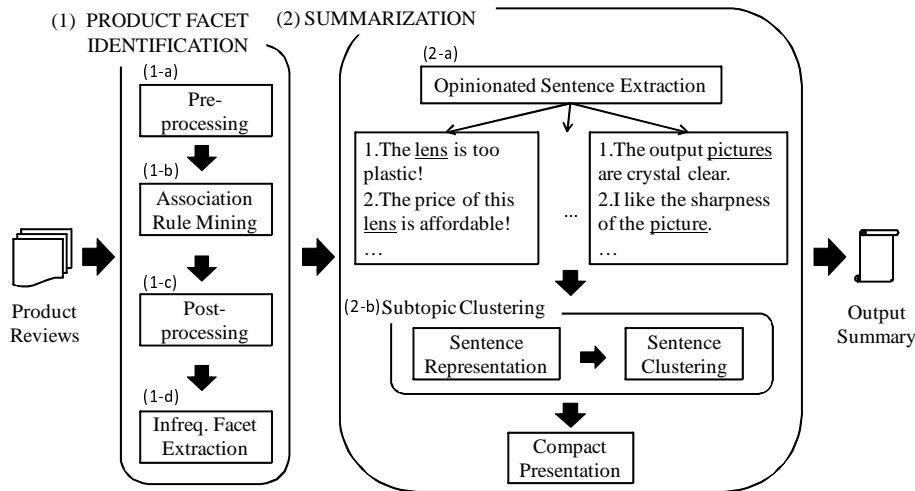 (1) PRODUCT FACET
IDENTIFICATION
(1-a)
Pre-
processing
(1-b)
Association
Rule Mining
(1-c)
Post-
processing
(1-d)
Infreq. Facet
Extraction
Product
Reviews
(2) SUMMARIZATION
(2-a)
Opinionated Sentence Extraction
1.The lens is too
plastic!
2.The price of this
lens is affordable!
…
...
1.The output pictures
are crystal clear.
2.I like the sharpness
of the picture.
…
(2-b)Subtopic Clustering
Sentence
Representation
Sentence
Clustering
Compact
Presentation
Output
Summary